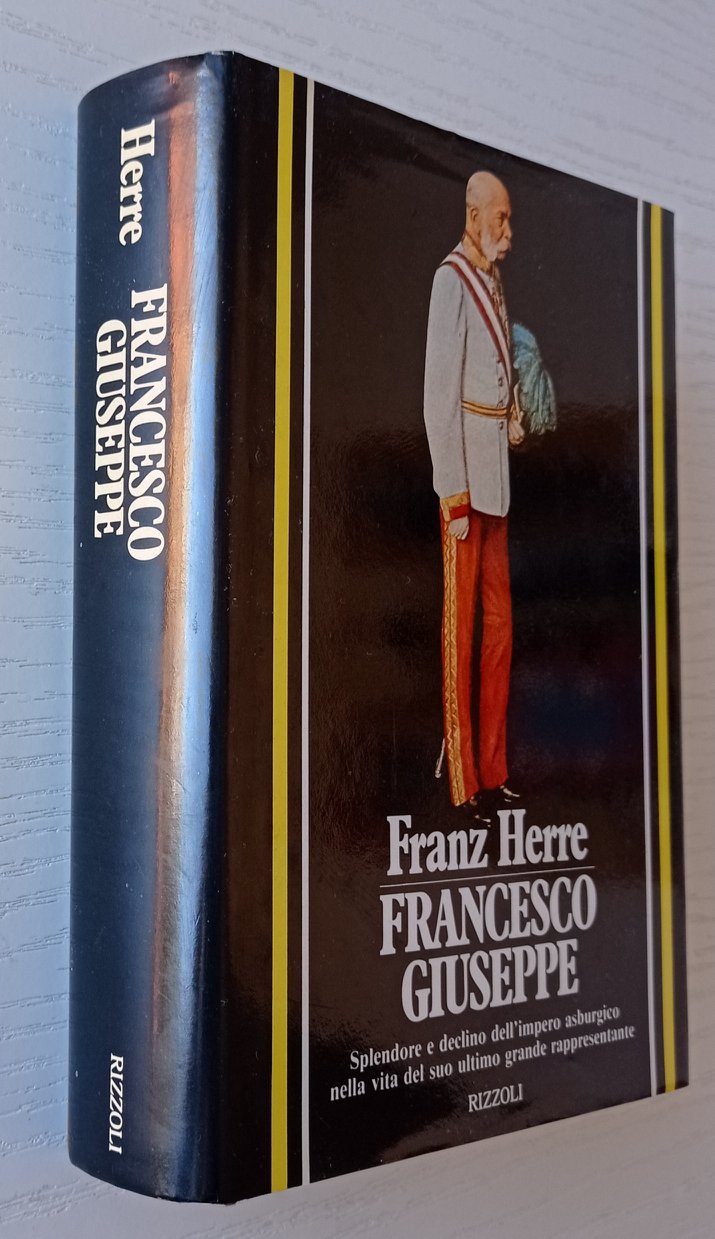 Herre
FRANCESCO
GIUSEPPE
RIZZOLI
Franz Herre
FRANCESCO
GIUSEPPE
Splendore e declino dell'impero asburgico
nella vita del suo ultimo grande rappresentante
RIZZOLI